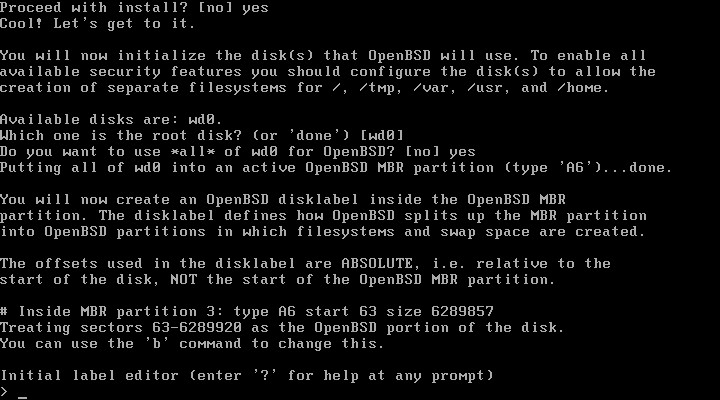 Proceed with install? [no] yes
Cool! Let's get to it.
You will now initialize the disk(s) that OpenBSD will use. To enable all
available security features you should configure the disk(s) to allow the
creation of separate filesystems for /, /tmp, /var, /usr, and /home.
Available disks are: wd0.
Which one is the root disk? (or 'done') [wd0]
Do you want to use *all* of wd0 for OpenBSD? [no] yes
Putting all of wd0 into an active OpenBSD MBR partition (type 'A6')...done.
You will now create an OpenBSD disklabel inside the OpenBSD MBR
partition. The disklabel defines how OpenBSD splits up the MBR partition
into OpenBSD partitions in which filesystems and swap space are created.
The offsets used in the disklabel are ABSOLUTE, i.e. relative to the
start of the disk, NOT the start of the OpenBSD MBR partition.
# Inside MBR partition 3: type A6 start 63 size 6289857
Treating sectors 63-6289920 as the OpenBSD portion of the disk.
You can use the 'b' command to change this.
Initial label editor (enter '?' for help at any prompt)
> _